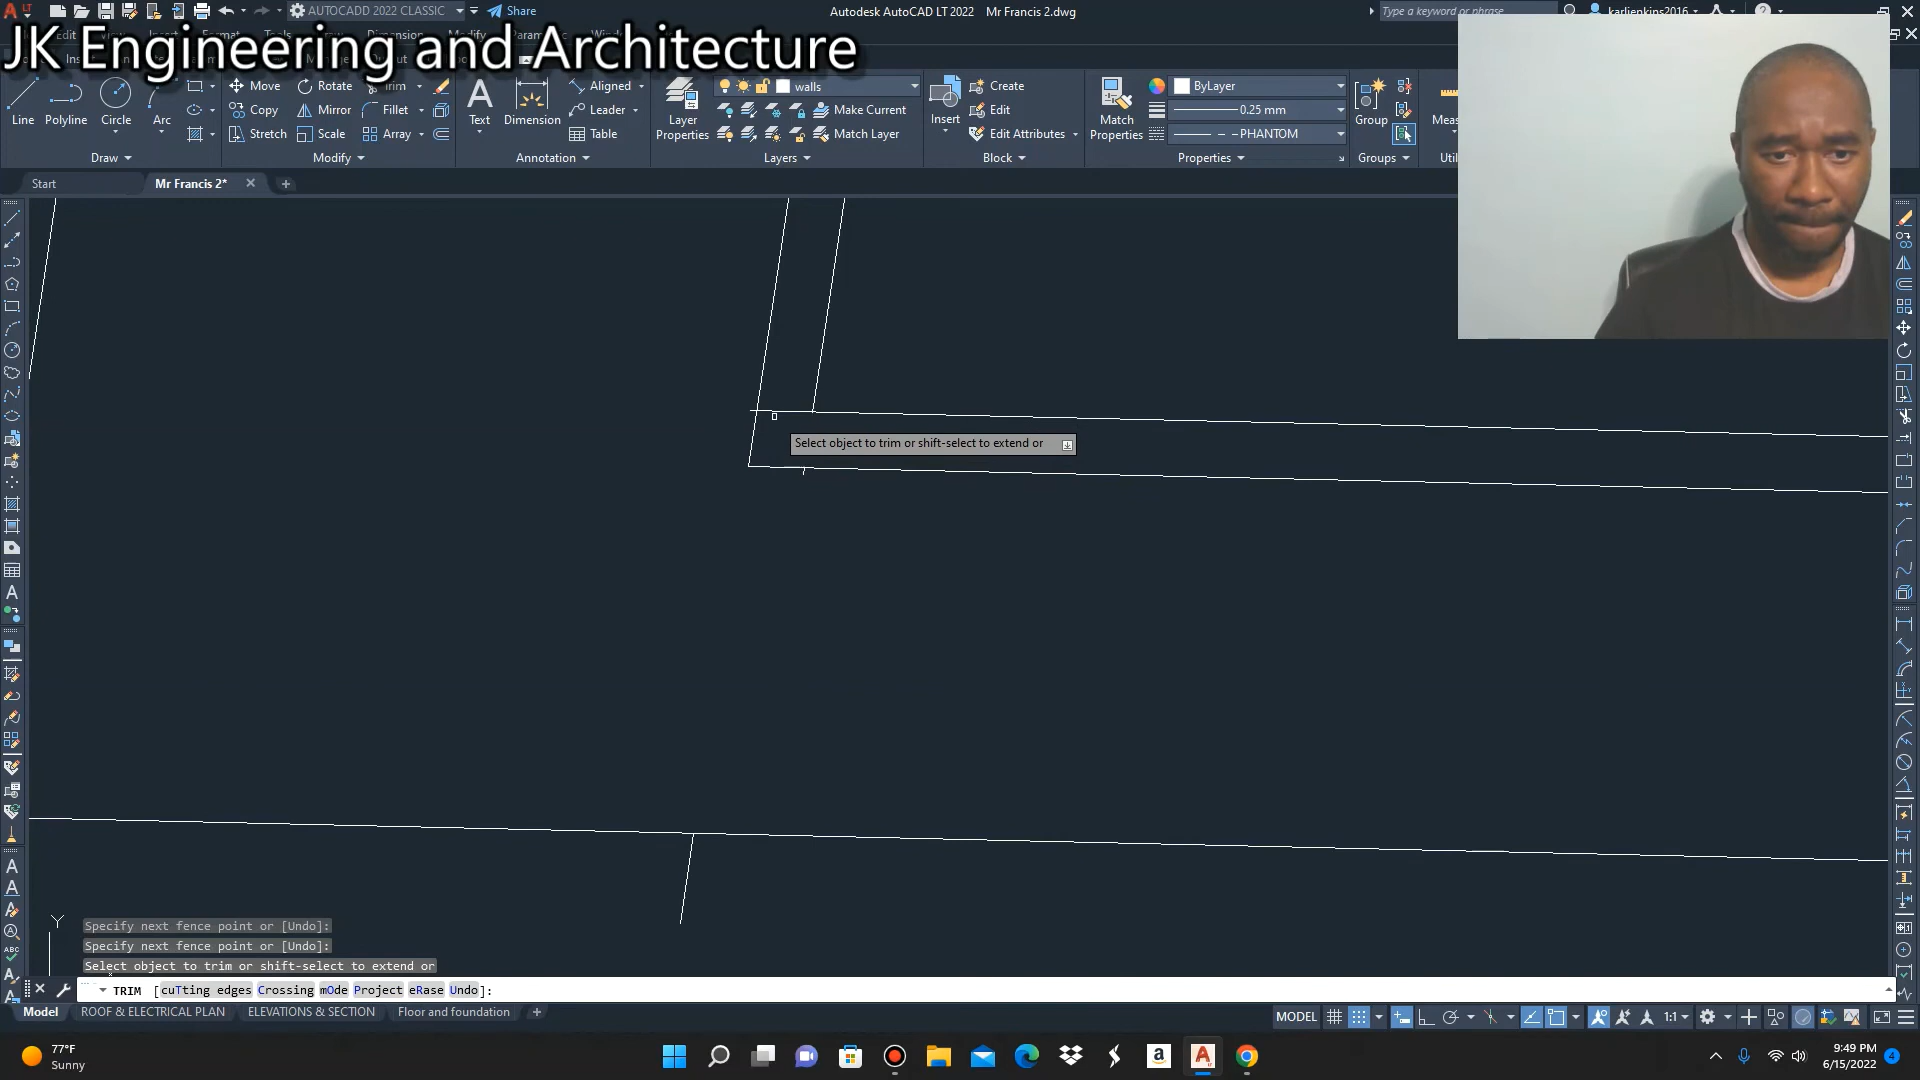 AUTOCADD 2022 CLASSIC
Share
Autodesk AutoCAD LT 2022 Mr Francis 2.dwg
Type a keyword or phrase
karljenkins2016
JK Engineering and Architecture
Line
Polyline
Circle
Arc
Move
Rotate
Trim
Copy
Mirror
Fillet
Stretch
Scale
Array
Text
Dimension
Aligned
Leader
Table
Layer
Properties
walls
Make Current
Match Layer
Insert
Create
Edit
Edit Attributes
Match
Properties
ByLayer
0.25 mm
PHANTOM
Group
Meas
Draw
Modify
Annotation
Layers
Block
Properties
Groups
Uti
Start
Mr Francis 2*
Select object to trim or shift-select to extend or
Y
Specify next fence point or [Undo]:
Specify next fence point or [Undo]:
Select object to trim or shift-select to extend or
TRIM [cuTting edges Crossing mOde Project eRase Undo]:
Model
ROOF & ELECTRICAL PLAN
ELEVATIONS & SECTION
Floor and foundation
MODEL
1:1
77°F
Sunny
9:49 PM
6/15/2022
4